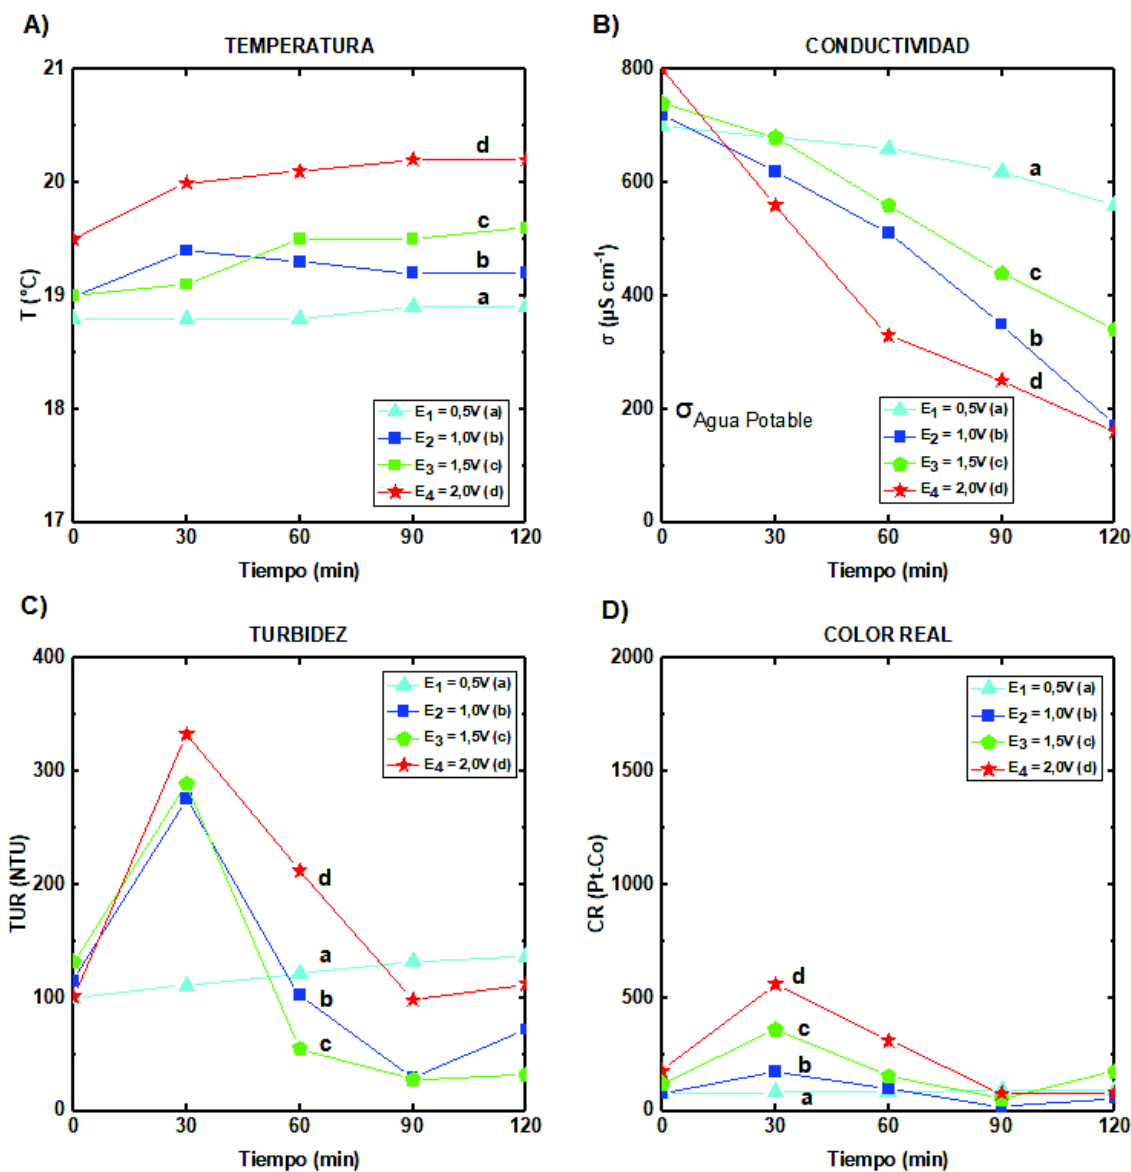 A)
TEMPERATURA
21
20
19
18
17
T (°C)
d
c
b
a
E1 = 0,5V (a)
E2 = 1,0V (b)
E3 = 1,5V (c)
E4 = 2,0V (d)
0 30 60 90 120
Tiempo (min)
B)
CONDUCTIVIDAD
800
600
400
200
0
σ (µS cm⁻¹)
a
c
b
d
σAgua Potable
E1 = 0,5V (a)
E2 = 1,0V (b)
E3 = 1,5V (c)
E4 = 2,0V (d)
0 30 60 90 120
Tiempo (min)
C)
TURBIDEZ
400
300
200
100
0
TUR (NTU)
E1 = 0,5V (a)
E2 = 1,0V (b)
E3 = 1,5V (c)
E4 = 2,0V (d)
d
a
b
c
0 30 60 90 120
Tiempo (min)
D)
COLOR REAL
2000
1500
1000
500
0
CR (Pt-Co)
E1 = 0,5V (a)
E2 = 1,0V (b)
E3 = 1,5V (c)
E4 = 2,0V (d)
d
c
b
a
0 30 60 90 120
Tiempo (min)